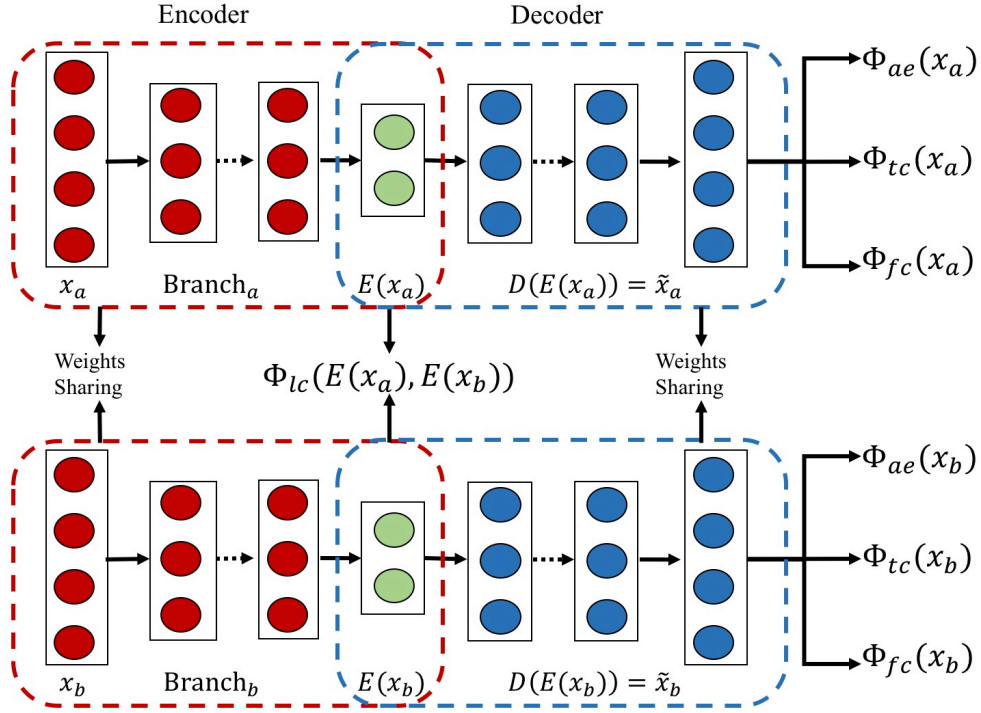 Encoder
Decoder
Φ_ae(x_a)
Φ_tc(x_a)
Φ_fc(x_a)
x_a
Branch_a
E(x_a)
D(E(x_a)) = x̃_a
Weights
Sharing
Φ_lc(E(x_a), E(x_b))
Weights
Sharing
Φ_ae(x_b)
Φ_tc(x_b)
Φ_fc(x_b)
x_b
Branch_b
E(x_b)
D(E(x_b)) = x̃_b